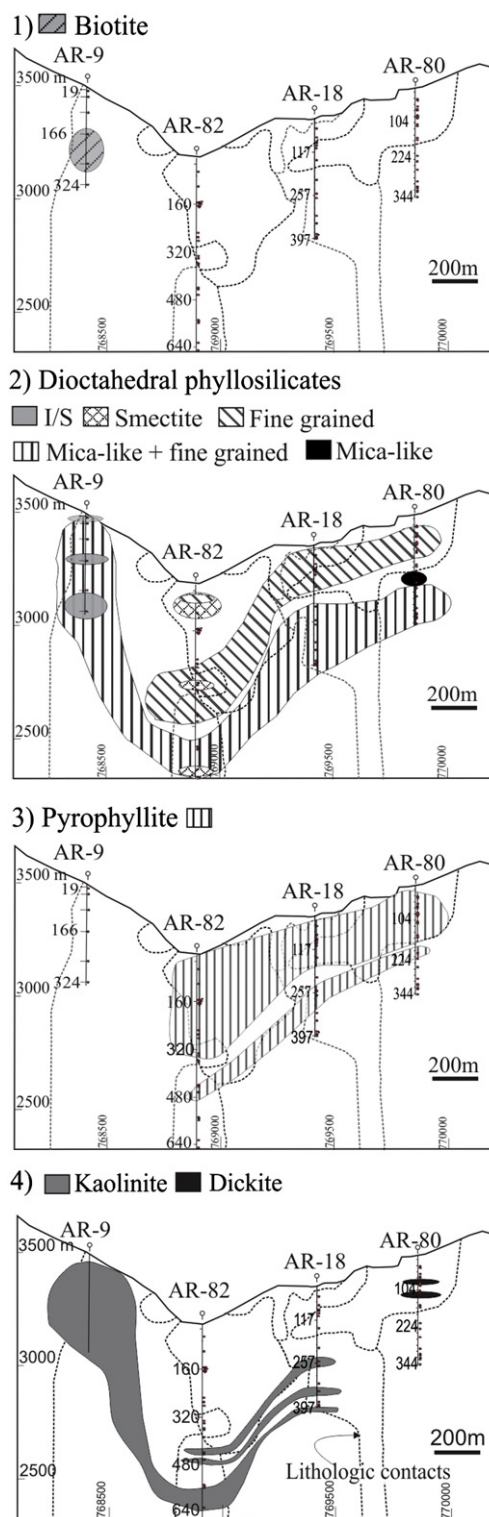 1) Biotite
AR-9
3500 m
19
AR-80
AR-18
AR-82
104
166
117
224
324
3000
160
257
344
320
397
480
200m
2500
640
768500
769000
769500
770000
2) Dioctahedral phyllosilicates
I/S Smectite Fine grained
Mica-like + fine grained Mica-like
AR-9
3500 m
AR-80
AR-18
AR-82
3000
200m
2500
768500
769000
769500
770000
3) Pyrophyllite
AR-9
3500 m
19
AR-80
AR-18
AR-82
104
166
117
224
324
3000
160
257
344
320
397
480
200m
2500
640
768500
769000
769500
770000
4) Kaolinite Dickite
AR-9
3500 m
AR-80
AR-18
AR-82
104
117
224
3000
160
257
344
320
397
480
200m
Lithologic contacts
2500
640
768500
769500
770000